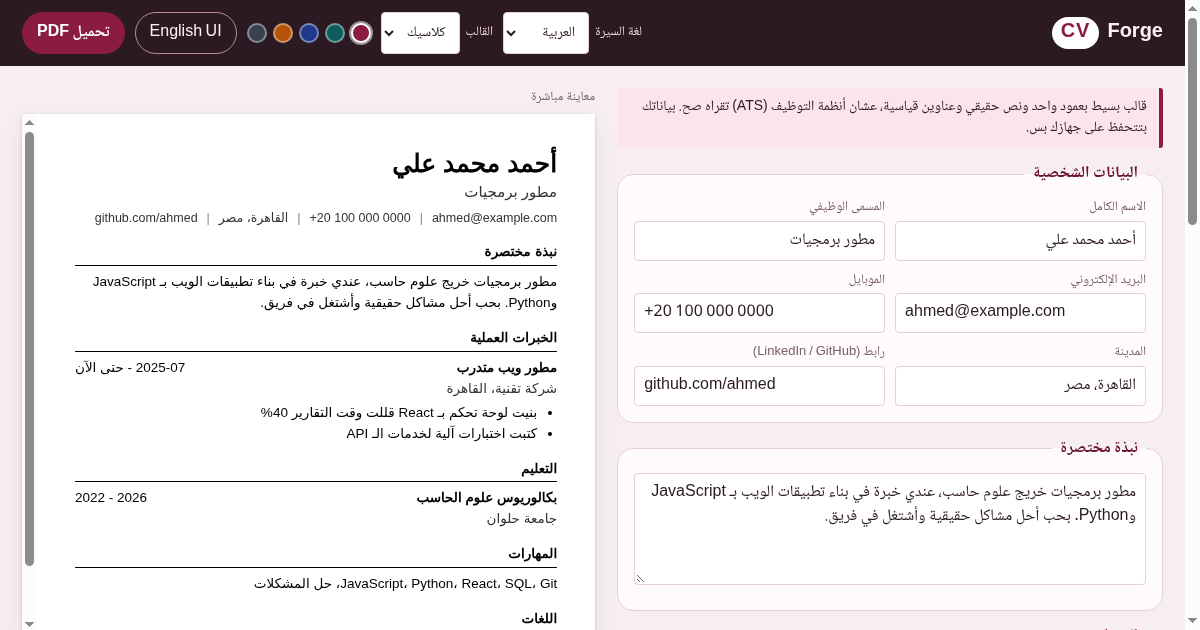 CV Forge
لغة السيرة
العربية
القالب
كلاسيك
English UI
تحميل PDF
قالب بسيط بعمود واحد ونص حقيقي وعناوين قياسية، عشان أنظمة التوظيف (ATS) تقراه صح. بياناتك
بتتحفظ على جهازك بس.
البيانات الشخصية
الاسم الكامل
المسمى الوظيفي
أحمد محمد علي
مطور برمجيات
البريد الإلكتروني
الموبايل
ahmed@example.com
+20 100 000 0000
المدينة
رابط (LinkedIn / GitHub)
القاهرة، مصر
github.com/ahmed
نبذة مختصرة
مطور برمجيات خريج علوم حاسب، عندي خبرة في بناء تطبيقات الويب بـ JavaScript
وPython. بحب أحل مشاكل حقيقية وأشتغل في فريق.
معاينة مباشرة
أحمد محمد علي
مطور برمجيات
ahmed@example.com | +20 100 000 0000 | القاهرة، مصر | github.com/ahmed
نبذة مختصرة
مطور برمجيات خريج علوم حاسب، عندي خبرة في بناء تطبيقات الويب بـ JavaScript
وPython. بحب أحل مشاكل حقيقية وأشتغل في فريق.
الخبرات العملية
مطور ويب متدرب
2025-07 - حتى الآن
شركة تقنية، القاهرة
• بنيت لوحة تحكم بـ React قللت وقت التقارير 40%
• كتبت اختبارات آلية لخدمات الـ API
التعليم
بكالوريوس علوم الحاسب
2022 - 2026
جامعة حلوان
المهارات
JavaScript، Python، React، SQL، Git، حل المشكلات
اللغات